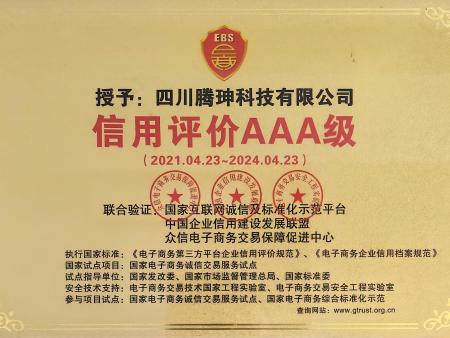 EBS
授予：四川腾珅科技有限公司
信用评价AAA级
（2021.04.23~2024.04.23）
联合验证：国家互联网诚信及标准化示范平台
中国企业信用建设发展联盟
众信电子商务交易保障促进中心
执行国家标准：《电子商务第三方平台企业信用评价规范》、《电子商务企业信用档案规范》
国家试点项目：国家电子商务诚信交易服务试点
试点指导单位：国家发改委、国家市场监督管理总局、国家标准委
安全技术支持：电子商务交易技术国家工程实验室、电子商务交易安全工程实验室
参与项目试点：国家电子商务诚信交易服务试点、国家电子商务综合标准化示范
查询网站：www.gtrust.org.cn